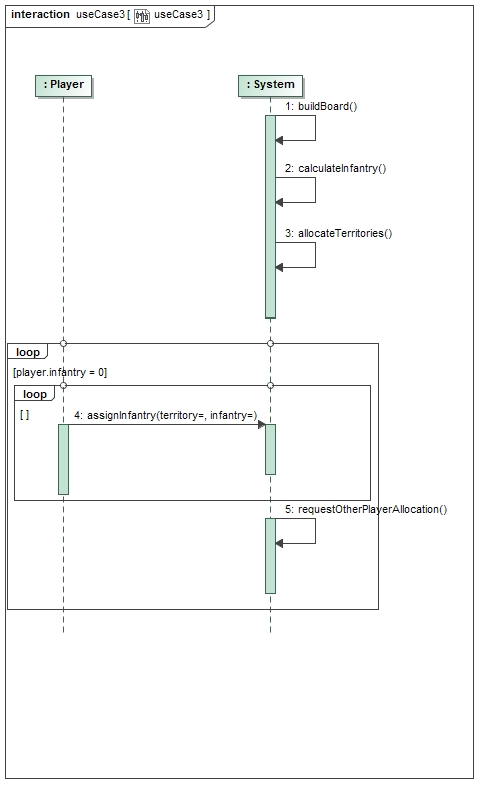 interaction useCase3 [ useCase3 ]
: Player
: System
1: buildBoard()
2: calculateInfantry()
3: allocateTerritories()
loop
[player.infantry = 0]
loop
[ ]
4: assignInfantry(territory=, infantry=)
5: requestOtherPlayerAllocation()